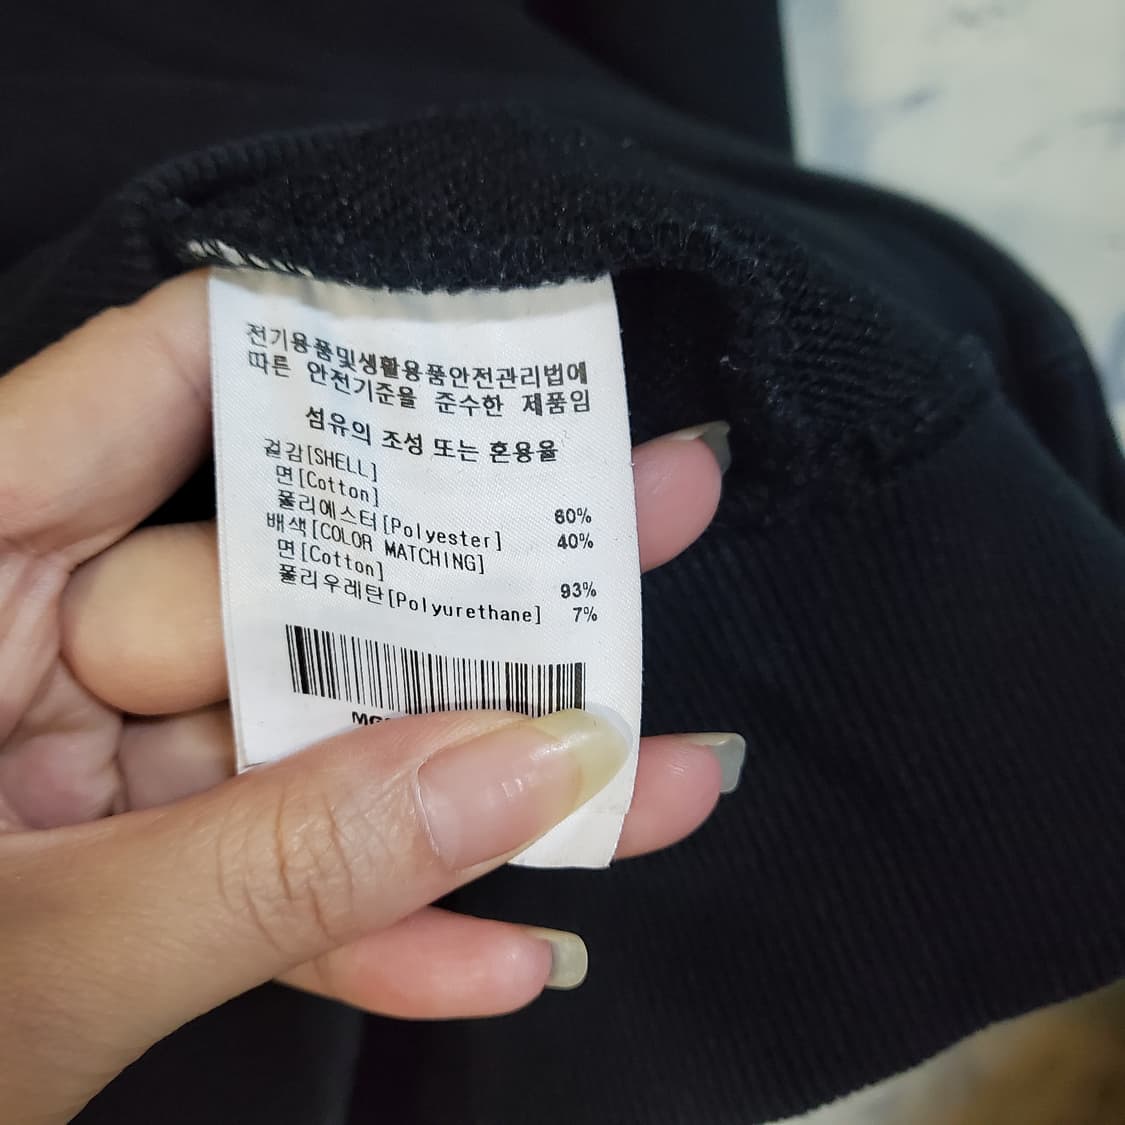 전기용품및생활용품안전관리법에
따른 안전기준을 준수한 제품임
섬유의 조성 또는 혼용율
겉감[SHELL]
면[Cotton] 60%
폴리에스터[Polyester] 40%
배색[COLOR MATCHING]
면[Cotton] 93%
폴리우레탄[Polyurethane] 7%